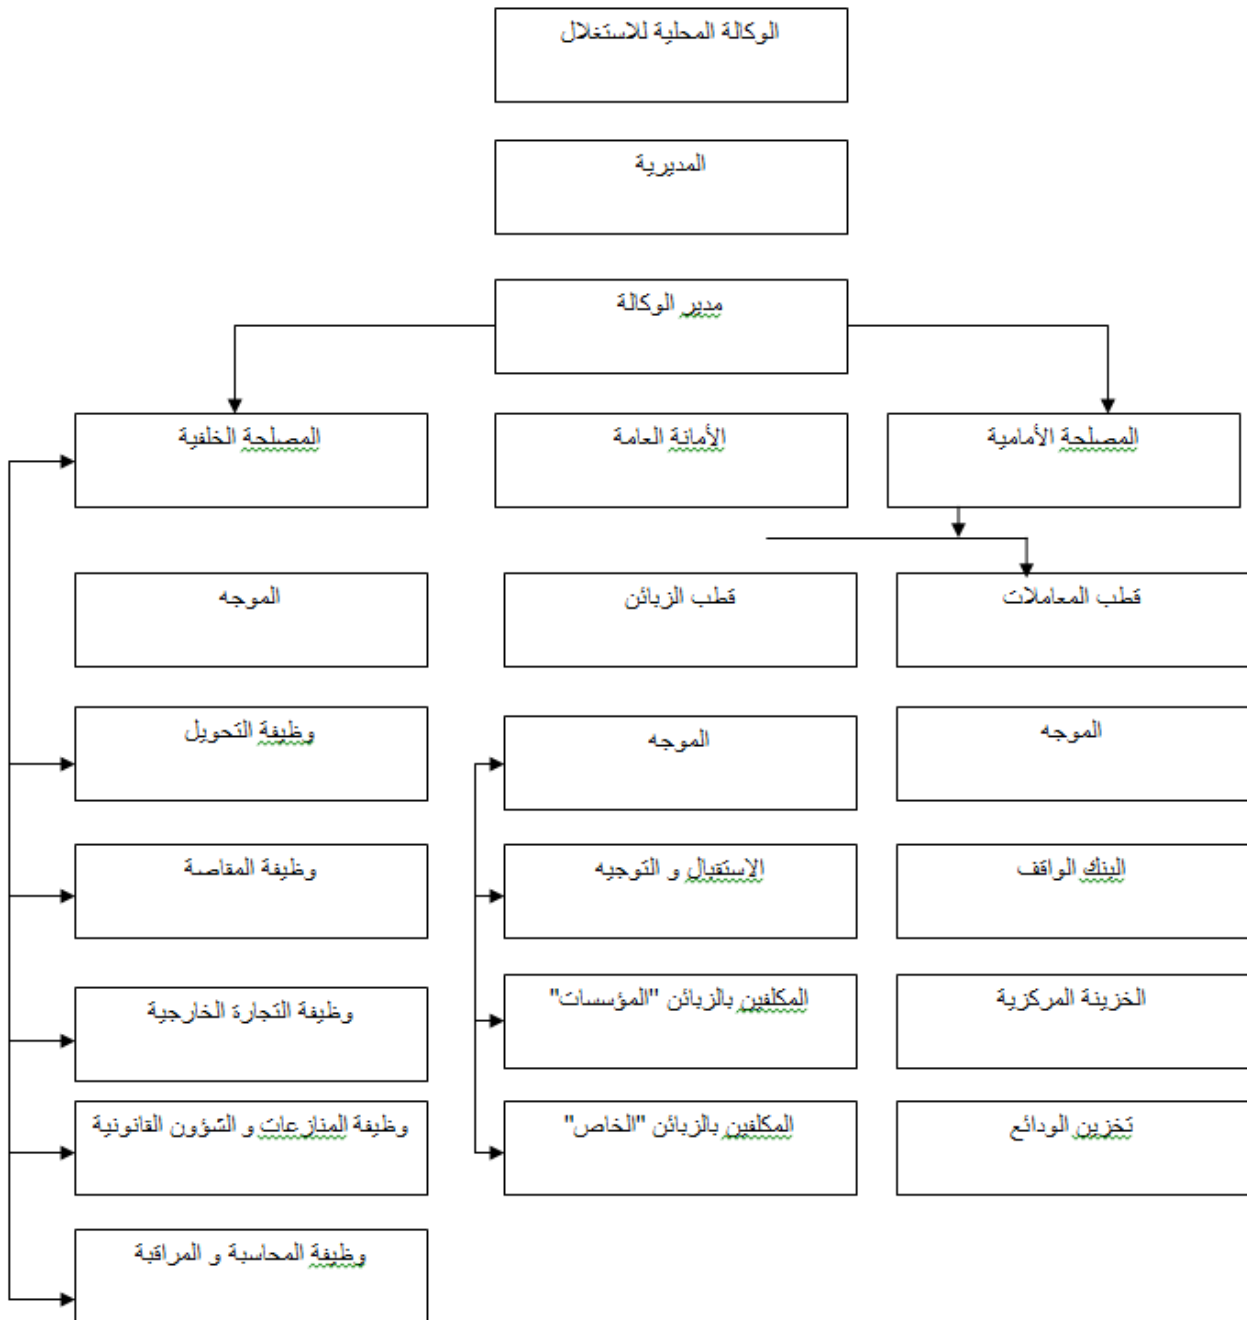 الوكالة المحلية للاستغلال
المديرية
مدير الوكالة
المصلحة الأمامية
الأمانة العامة
المصلحة الخلفية
قطب المعاملات
قطب الزبائن
الموجه
الموجه
الموجه
وظيفة التحويل
البنك الواقف
الاستقبال و التوجيه
وظيفة المقاصة
الخزينة المركزية
المكلفين بالزبائن "المؤسسات"
وظيفة التجارة الخارجية
تخزين الودائع
المكلفين بالزبائن "الخاص"
وظيفة المنازعات و الشؤون القانونية
وظيفة المحاسبة و المراقبة